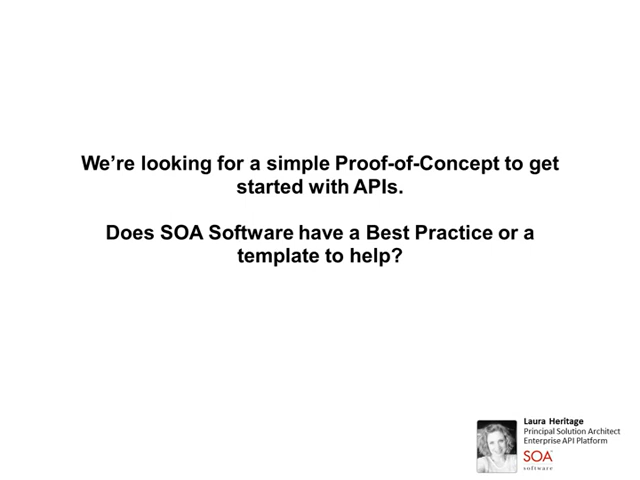 We're looking for a simple Proof-of-Concept to get
started with APIs.
Does SOA Software have a Best Practice or a
template to help?
Laura Heritage
Principal Solution Architect
Enterprise API Platform
SOA
software